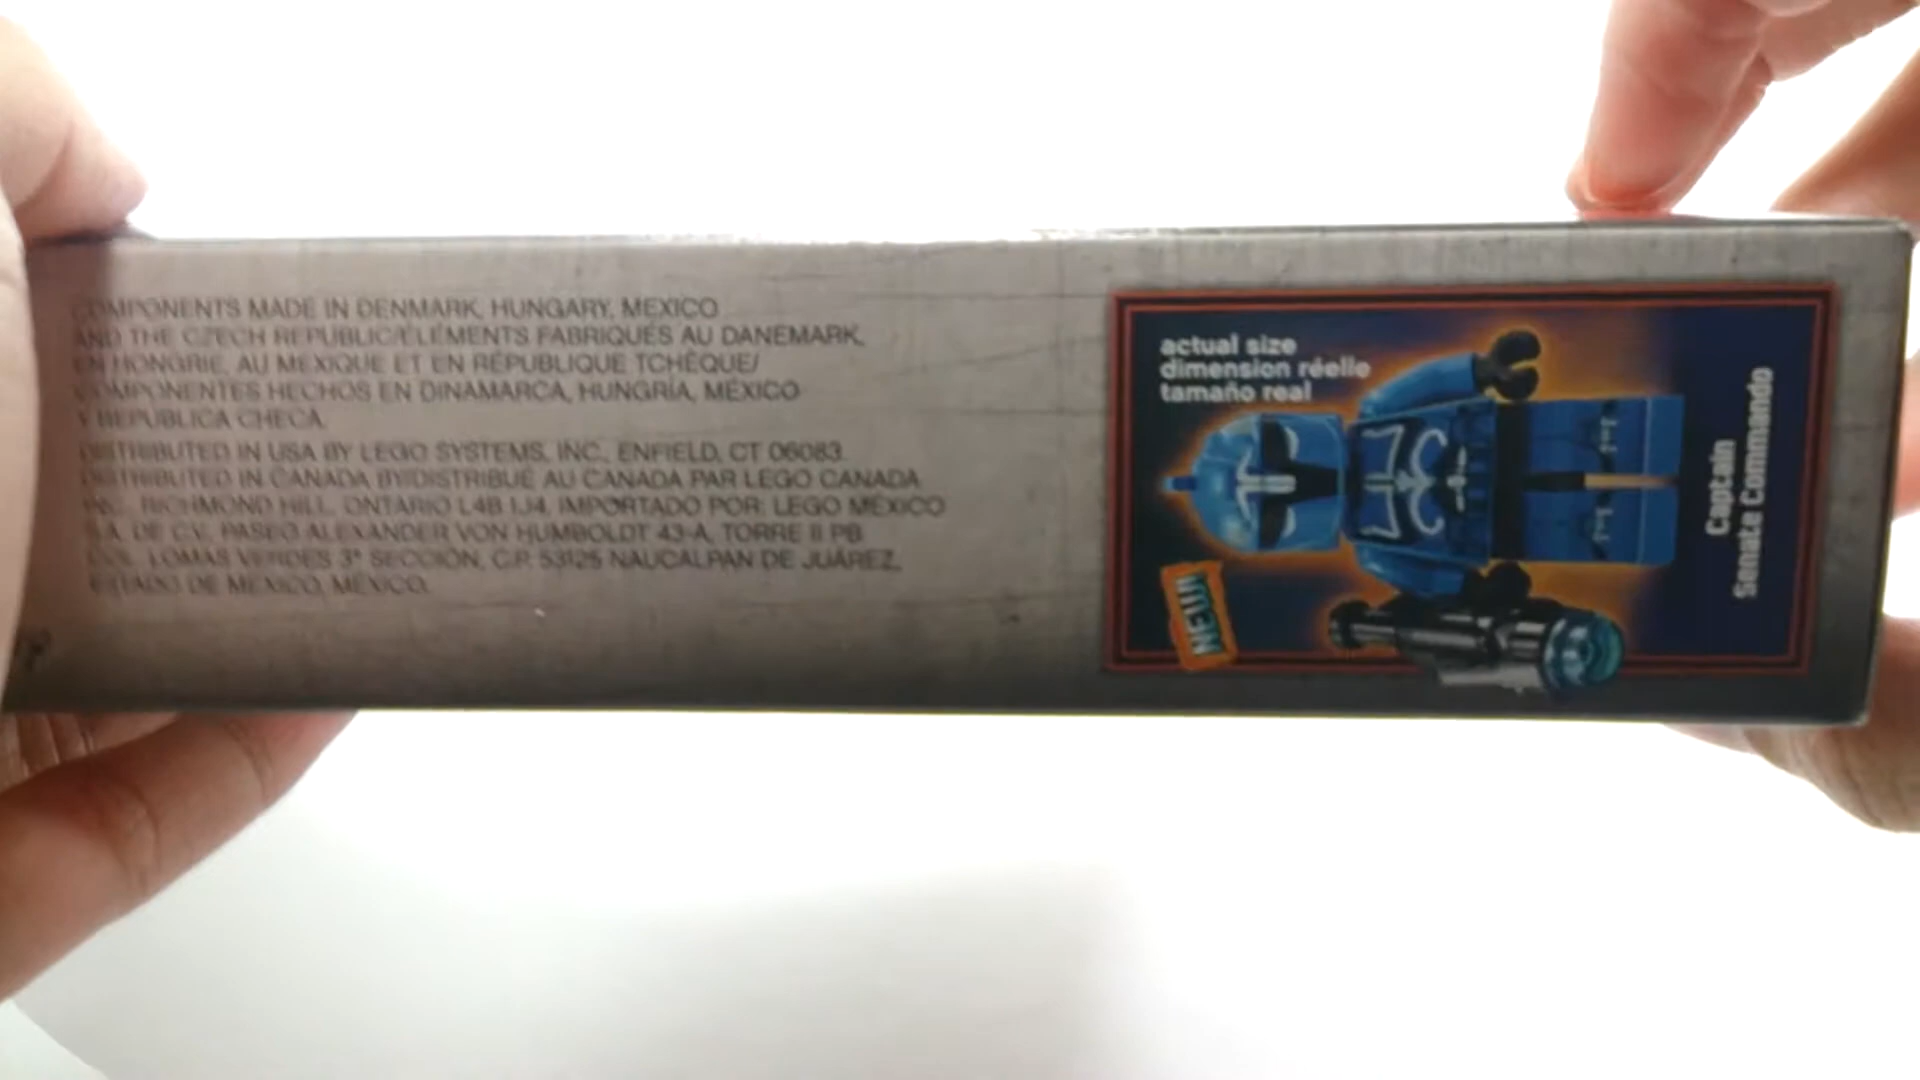 COMPONENTS MADE IN DENMARK, HUNGARY, MEXICO
AND THE CZECH REPUBLIC/ÉLÉMENTS FABRIQUÉS AU DANEMARK,
EN HONGRIE, AU MEXIQUE ET EN RÉPUBLIQUE TCHÈQUE/
COMPONENTES HECHOS EN DINAMARCA, HUNGRÍA, MÉXICO
Y REPÚBLICA CHECA.
DISTRIBUTED IN USA BY LEGO SYSTEMS, INC., ENFIELD, CT 06083.
DISTRIBUTED IN CANADA BY/DISTRIBUÉ AU CANADA PAR LEGO CANADA
INC., RICHMOND HILL, ONTARIO L4B 1J4. IMPORTADO POR: LEGO MÉXICO
S.A. DE C.V. PASEO ALEXANDER VON HUMBOLDT 43-A, TORRE II PB
COL. LOMAS VERDES 3ª SECCIÓN, C.P. 53125 NAUCALPAN DE JUÁREZ,
ESTADO DE MÉXICO, MÉXICO.
actual size
dimension réelle
tamaño real
NEW!
Captain
Senate Commando